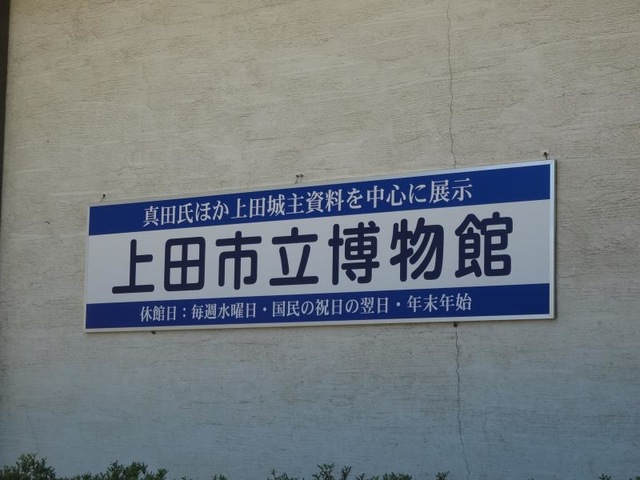 真田氏ほか上田城主資料を中心に展示
上田市立博物館
休館日：毎週水曜日・国民の祝日の翌日・年末年始